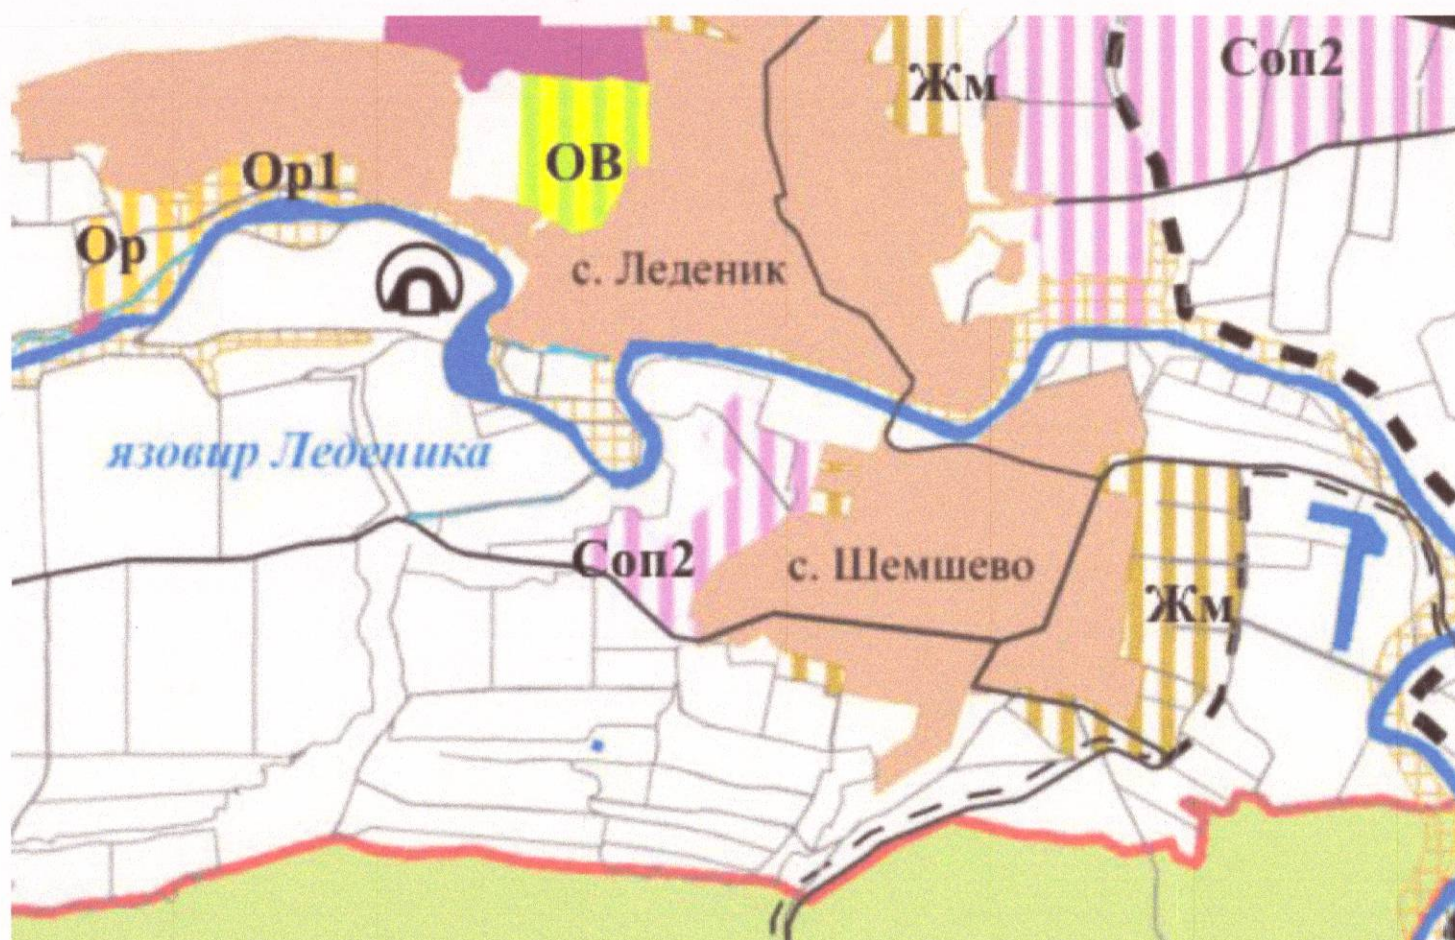 Соп2
Жм
Ор1
ОВ
Ор
с. Леденик
язовир Леденика
Соп2
с. Шемшево
Жм